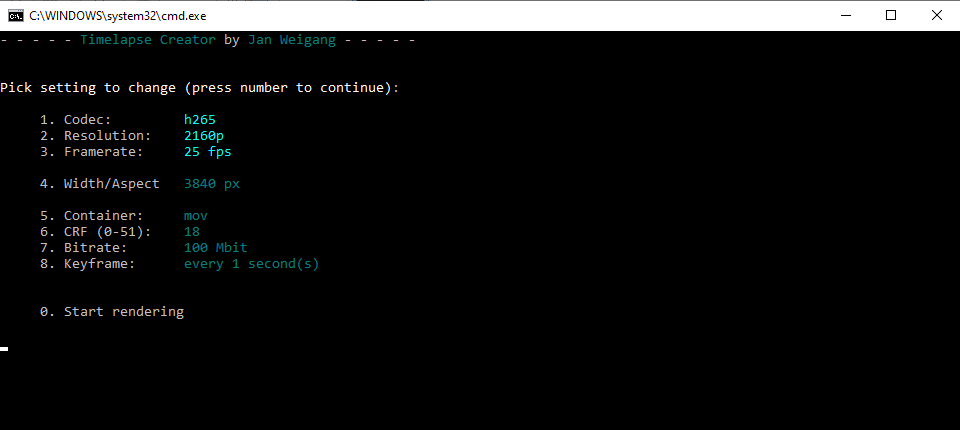 C:\WINDOWS\system32\cmd.exe
- - - - - Timelapse Creator by Jan Weigang - - - - -
Pick setting to change (press number to continue):
1. Codec: h265
2. Resolution: 2160p
3. Framerate: 25 fps
4. Width/Aspect 3840 px
5. Container: mov
6. CRF (0-51): 18
7. Bitrate: 100 Mbit
8. Keyframe: every 1 second(s)
0. Start rendering